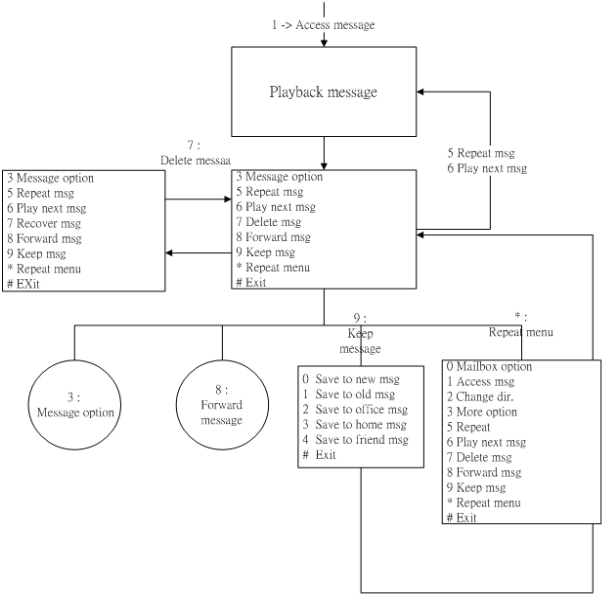 1 -> Access message
Playback message
7 :
Delete messaa
5 Repeat msg
6 Play next msg
3 Message option
5 Repeat msg
6 Play next msg
7 Recover msg
8 Forward msg
9 Keep msg
* Repeat menu
# EXit
3 Message option
5 Repeat msg
6 Play next msg
7 Delete msg
8 Forward msg
9 Keep msg
* Repeat menu
# Exit
9 :
Keep
message
* :
Repeat menu
3 :
Message option
8 :
Forward
message
0 Save to new msg
1 Save to old msg
2 Save to office msg
3 Save to home msg
4 Save to friend msg
# Exit
0 Mailbox option
1 Access msg
2 Change dir.
3 More option
5 Repeat
6 Play next msg
7 Delete msg
8 Forward msg
9 Keep msg
* Repeat menu
# Exit